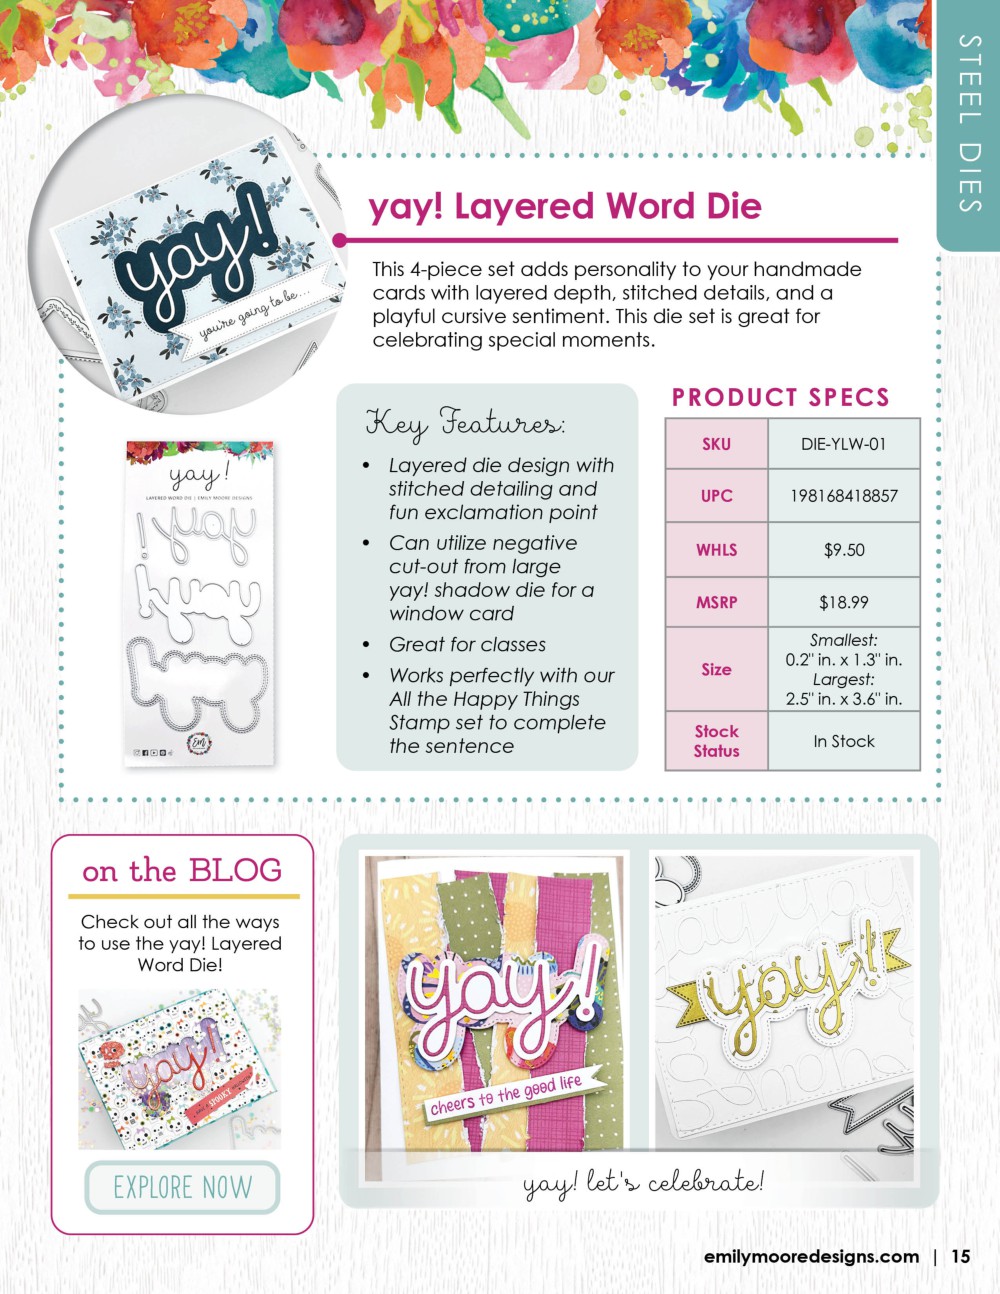 STEEL DIES
yay!
you're going to be...
yay! Layered Word Die
This 4-piece set adds personality to your handmade
cards with layered depth, stitched details, and a
playful cursive sentiment. This die set is great for
celebrating special moments.
yay!
LAYERED WORD DIE | EMILY MOORE DESIGNS
EM
Key Features:
• Layered die design with
stitched detailing and
fun exclamation point
• Can utilize negative
cut-out from large
yay! shadow die for a
window card
• Great for classes
• Works perfectly with our
All the Happy Things
Stamp set to complete
the sentence
PRODUCT SPECS
SKU DIE-YLW-01
UPC 198168418857
WHLS $9.50
MSRP $18.99
Size Smallest:
0.2" in. x 1.3" in.
Largest:
2.5" in. x 3.6" in.
Stock
Status In Stock
on the BLOG
Check out all the ways
to use the yay! Layered
Word Die!
yay!
SPOOKY
EXPLORE NOW
yay!
cheers to the good life
yay!
yay! let's celebrate!
emilymooredesigns.com | 15